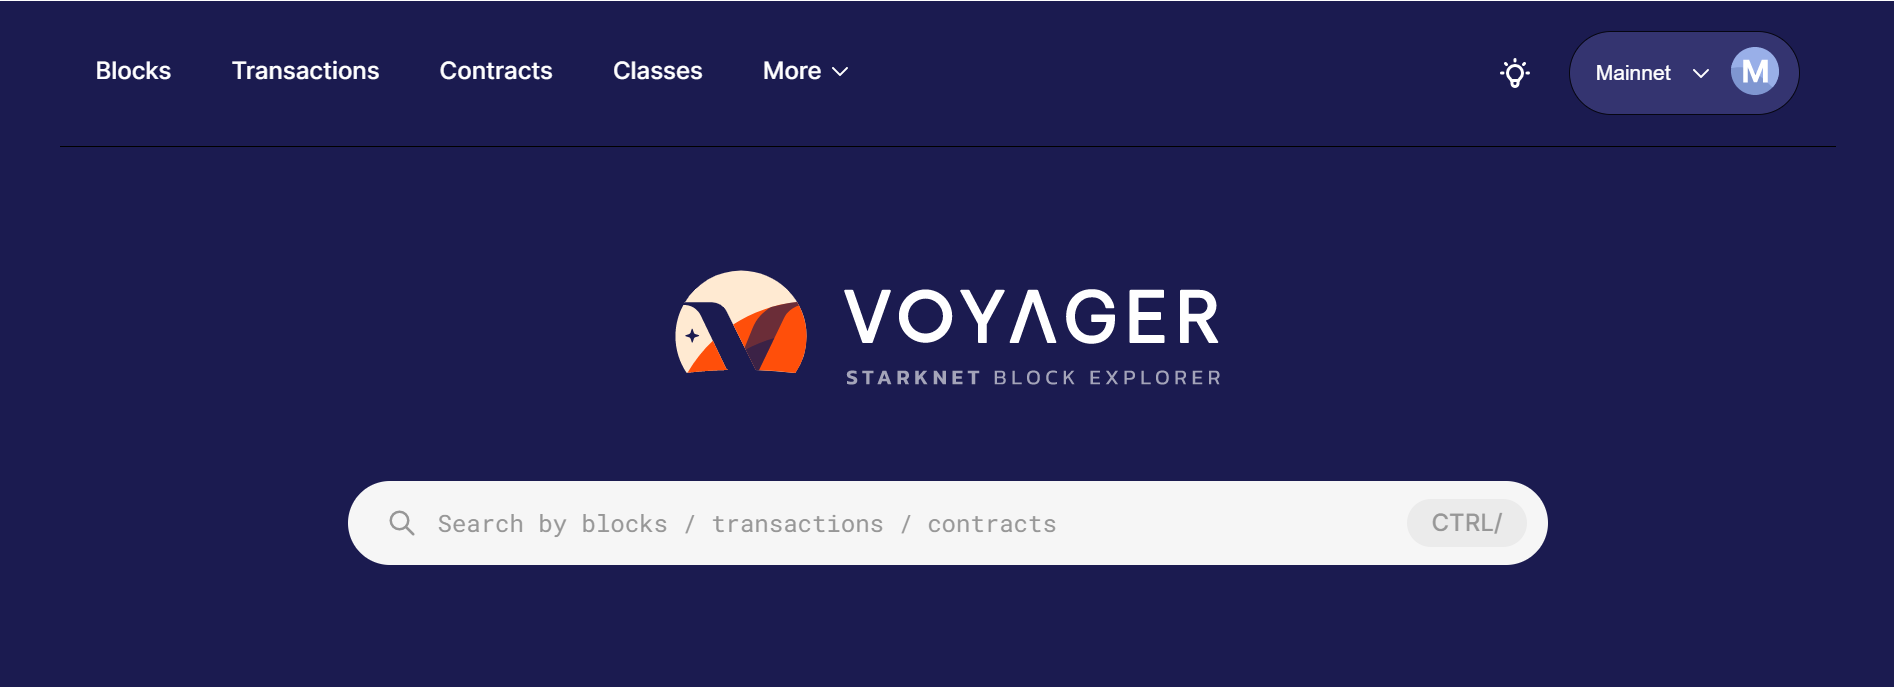 Blocks Transactions Contracts Classes More Mainnet M
VOYAGER
STARKNET BLOCK EXPLORER
Search by blocks / transactions / contracts CTRL/